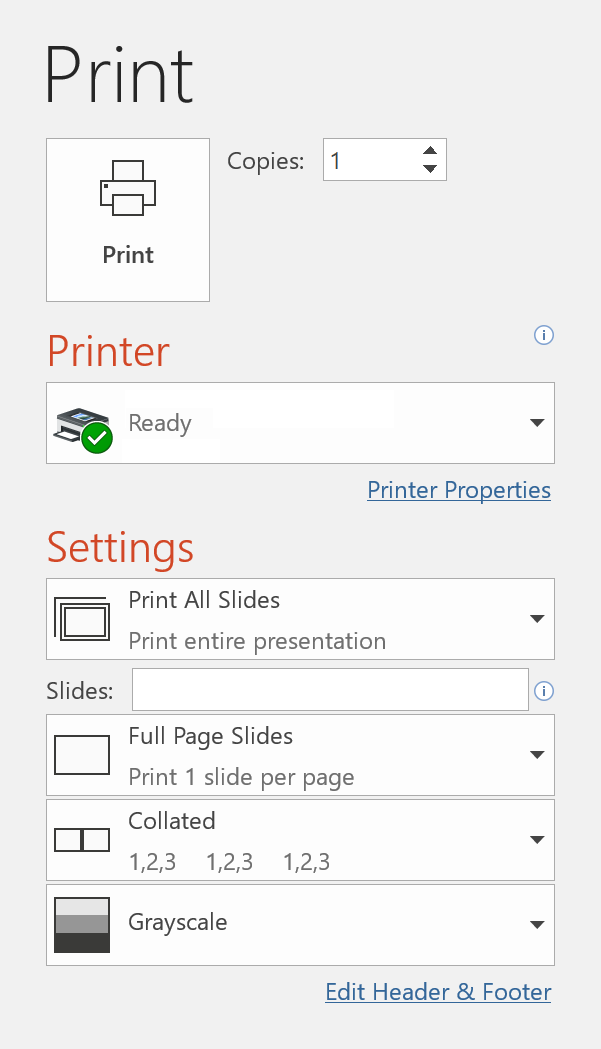 Print
Print
Copies: 1
Printer
Ready
Printer Properties
Settings
Print All Slides
Print entire presentation
Slides:
Full Page Slides
Print 1 slide per page
Collated
1,2,3 1,2,3 1,2,3
Grayscale
Edit Header & Footer